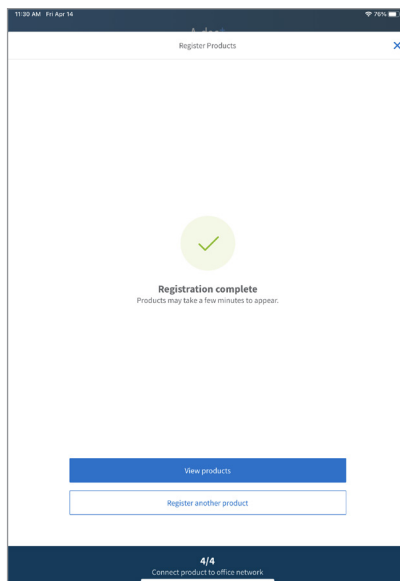 11:30 AM Fri Apr 14
76%
Register Products
Registration complete
Products may take a few minutes to appear.
View products
Register another product
4/4
Connect product to office network